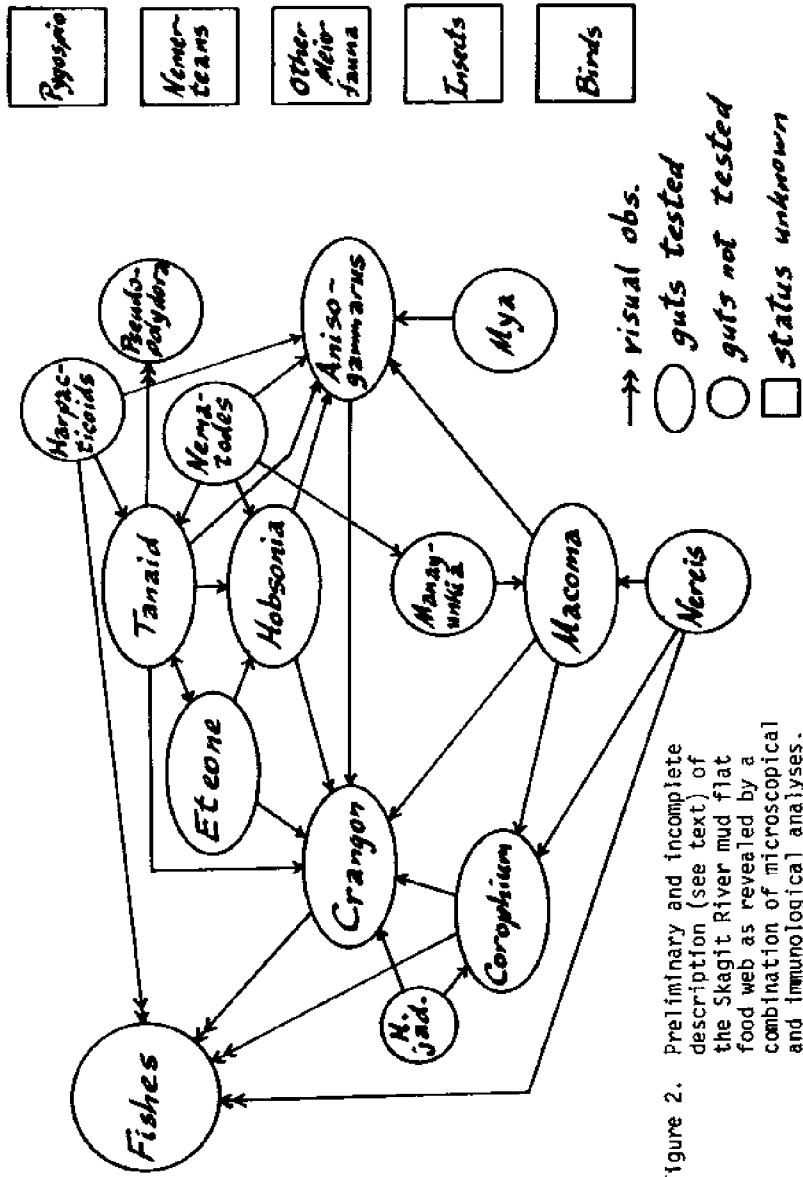 Pygospio
Nemer-
teans
Other
Meio
fauna
Insects
Birds
Harpac-
ticoids
Pseudo-
polydora
Tanaid
Nema-
todes
Aniso-
gammarus
Eteone
Hobsonia
Manay-
unkia
Mya
Fishes
Crangon
Macoma
H.
jad.
Corophium
Nereis
visual obs.
guts tested
guts not tested
status unknown
igure 2. Preliminary and incomplete
description (see text) of
the Skagit River mud flat
food web as revealed by a
combination of microscopical
and immunological analyses.